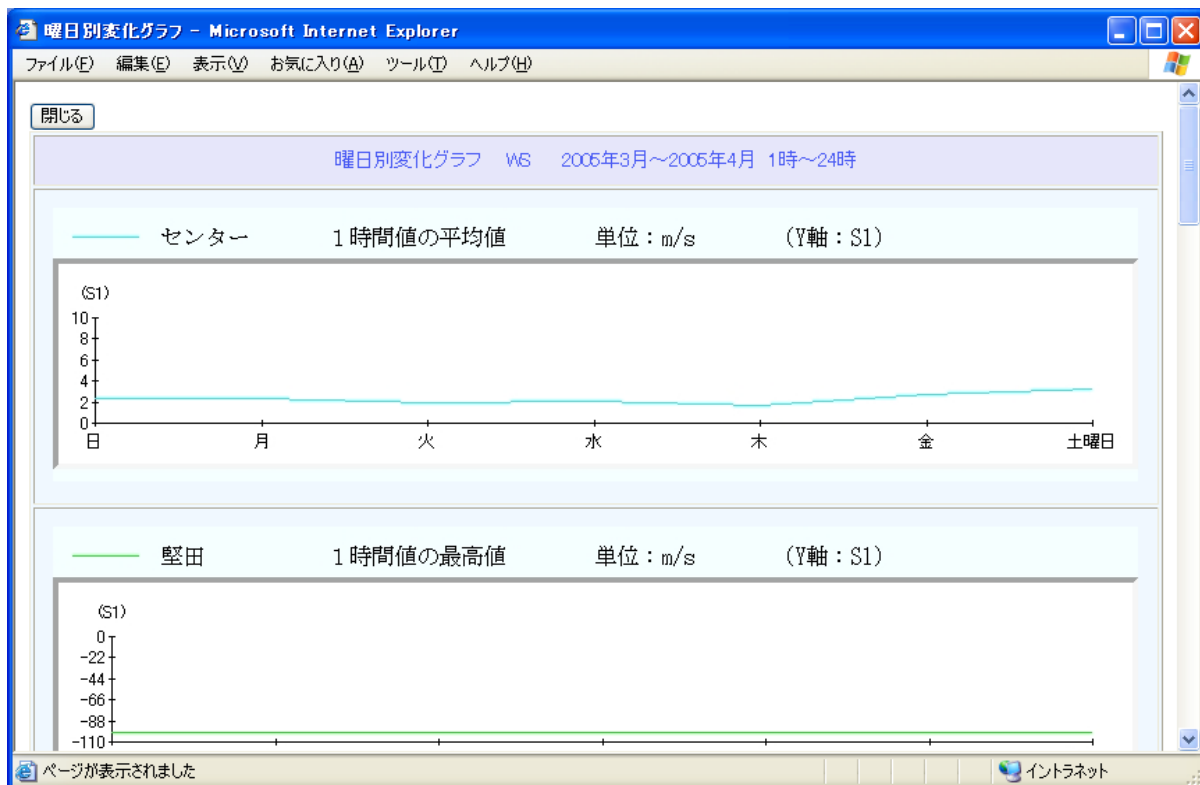 曜日別変化グラフ - Microsoft Internet Explorer
ファイル(F) 編集(E) 表示(V) お気に入り(A) ツール(T) ヘルプ(H)
閉じる
曜日別変化グラフ WS 2005年3月～2005年4月 1時～24時
センター 1時間値の平均値 単位：m/s (Y軸：S1)
(S1)
10
8
6
4
2
0
日 月 火 水 木 金 土曜日
堅田 1時間値の最高値 単位：m/s (Y軸：S1)
(S1)
0
-22
-44
-66
-88
-110
ページが表示されました イントラネット